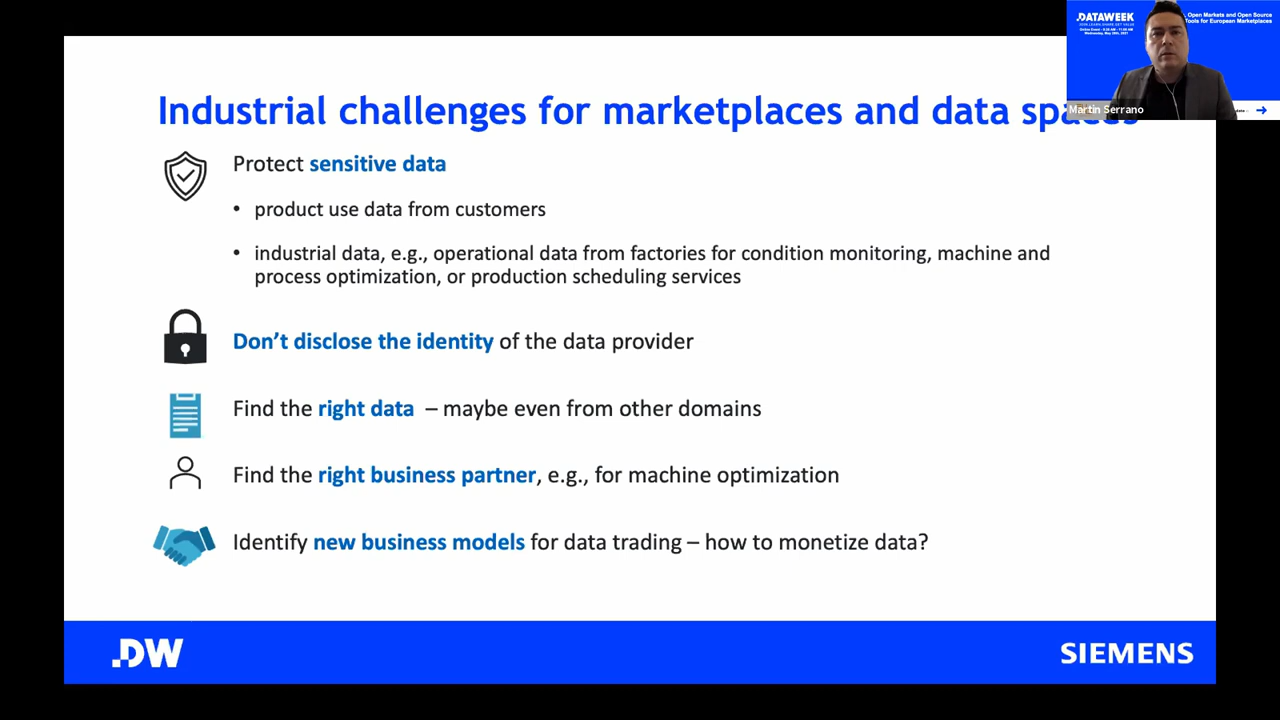 Industrial challenges for marketplaces and data spaces
Protect sensitive data
• product use data from customers
• industrial data, e.g., operational data from factories for condition monitoring, machine and
process optimization, or production scheduling services
Don’t disclose the identity of the data provider
Find the right data – maybe even from other domains
Find the right business partner, e.g., for machine optimization
Identify new business models for data trading – how to monetize data?
.DW
SIEMENS
.DATAWEEK
Open Markets and Open Source
Tools for European Marketplaces
Martin Serrano